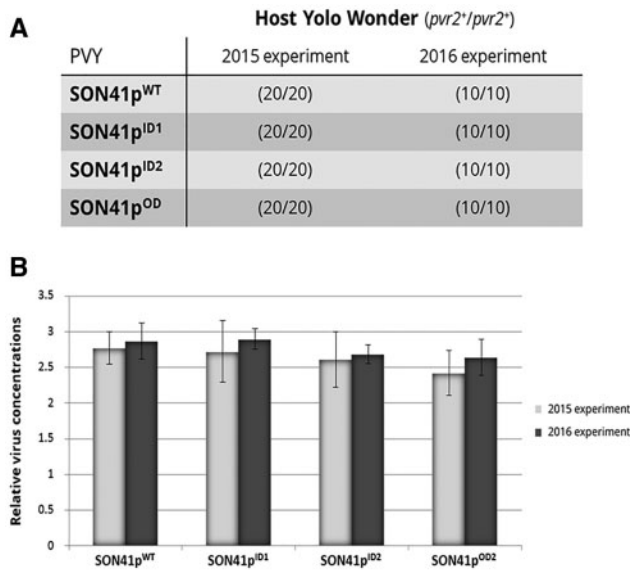 A
Host Yolo Wonder (pvr2⁺/pvr2⁺)
PVY 2015 experiment 2016 experiment
SON41pᵂᵀ (20/20) (10/10)
SON41pᴵᴰ¹ (20/20) (10/10)
SON41pᴵᴰ² (20/20) (10/10)
SON41pᴼᴰ (20/20) (10/10)
B
Relative virus concentrations
3.5
3
2.5
2
1.5
1
0.5
0
SON41pᵂᵀ SON41pᴵᴰ¹ SON41pᴵᴰ² SON41pᴼᴰ²
2015 experiment
2016 experiment